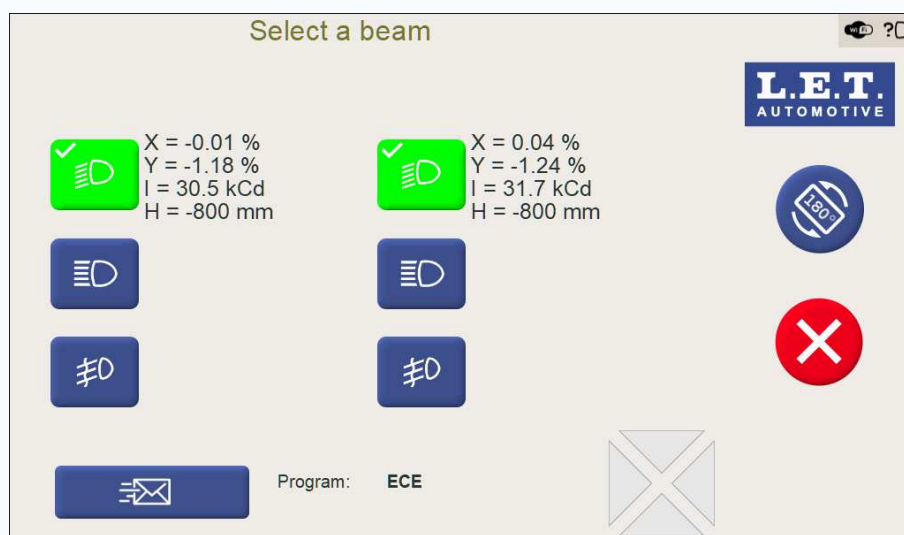 Select a beam
WiFi ?
L.E.T.
AUTOMOTIVE
X = -0.01 %
Y = -1.18 %
I = 30.5 kCd
H = -800 mm
X = 0.04 %
Y = -1.24 %
I = 31.7 kCd
H = -800 mm
180°
Program: ECE